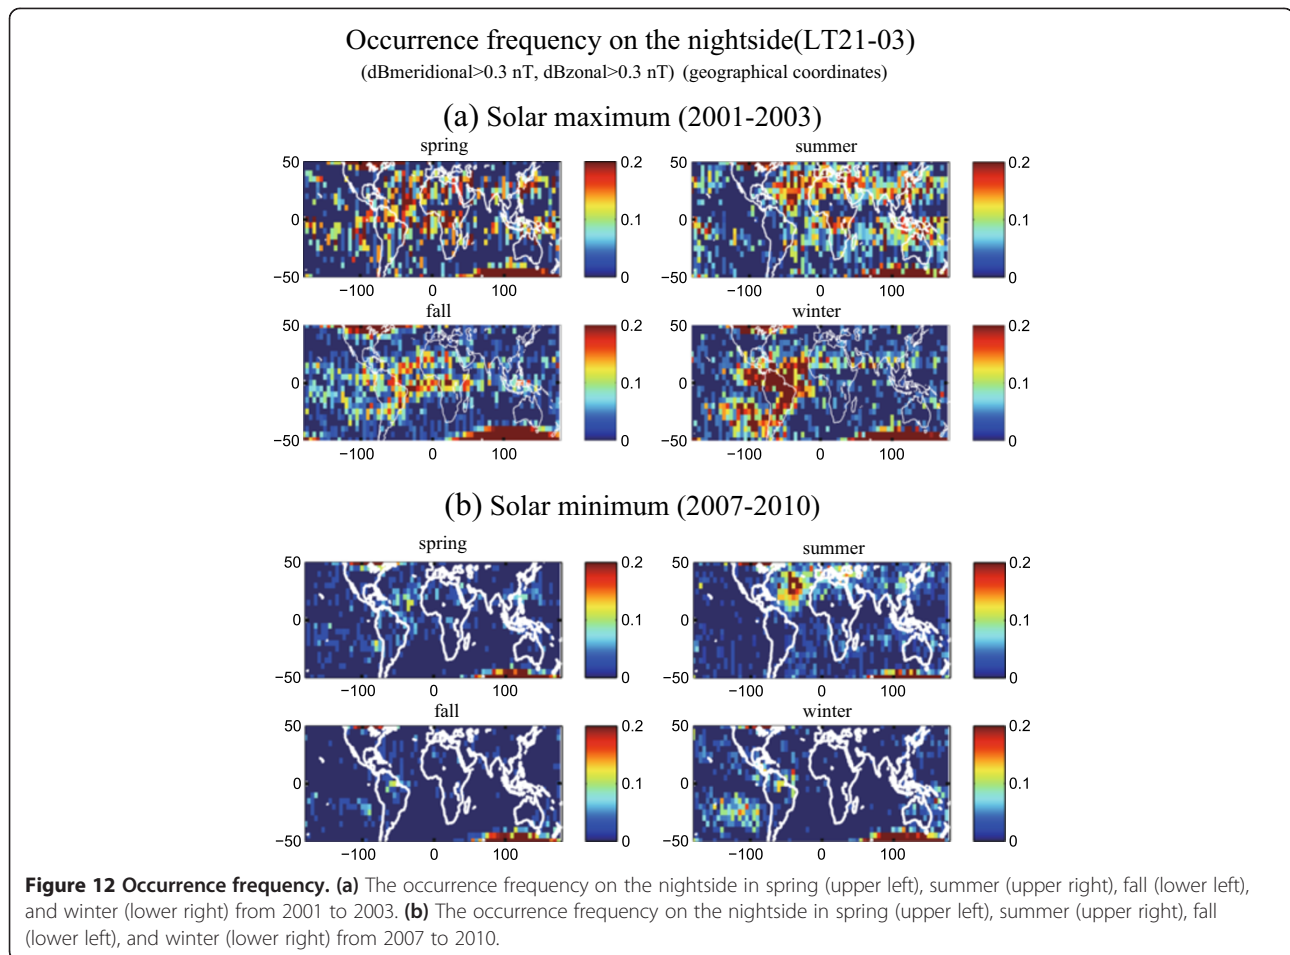 Occurrence frequency on the nightside(LT21-03)
(dBmeridional>0.3 nT, dBzonal>0.3 nT) (geographical coordinates)
(a) Solar maximum (2001-2003)
spring
50
0
−50
−100 0 100
0.2
0.1
0
summer
50
0
−50
−100 0 100
0.2
0.1
0
fall
50
0
−50
−100 0 100
0.2
0.1
0
winter
50
0
−50
−100 0 100
0.2
0.1
0
(b) Solar minimum (2007-2010)
spring
50
0
−50
−100 0 100
0.2
0.1
0
summer
50
0
−50
−100 0 100
0.2
0.1
0
fall
50
0
−50
−100 0 100
0.2
0.1
0
winter
50
0
−50
−100 0 100
0.2
0.1
0
Figure 12 Occurrence frequency. (a) The occurrence frequency on the nightside in spring (upper left), summer (upper right), fall (lower left),
and winter (lower right) from 2001 to 2003. (b) The occurrence frequency on the nightside in spring (upper left), summer (upper right), fall
(lower left), and winter (lower right) from 2007 to 2010.